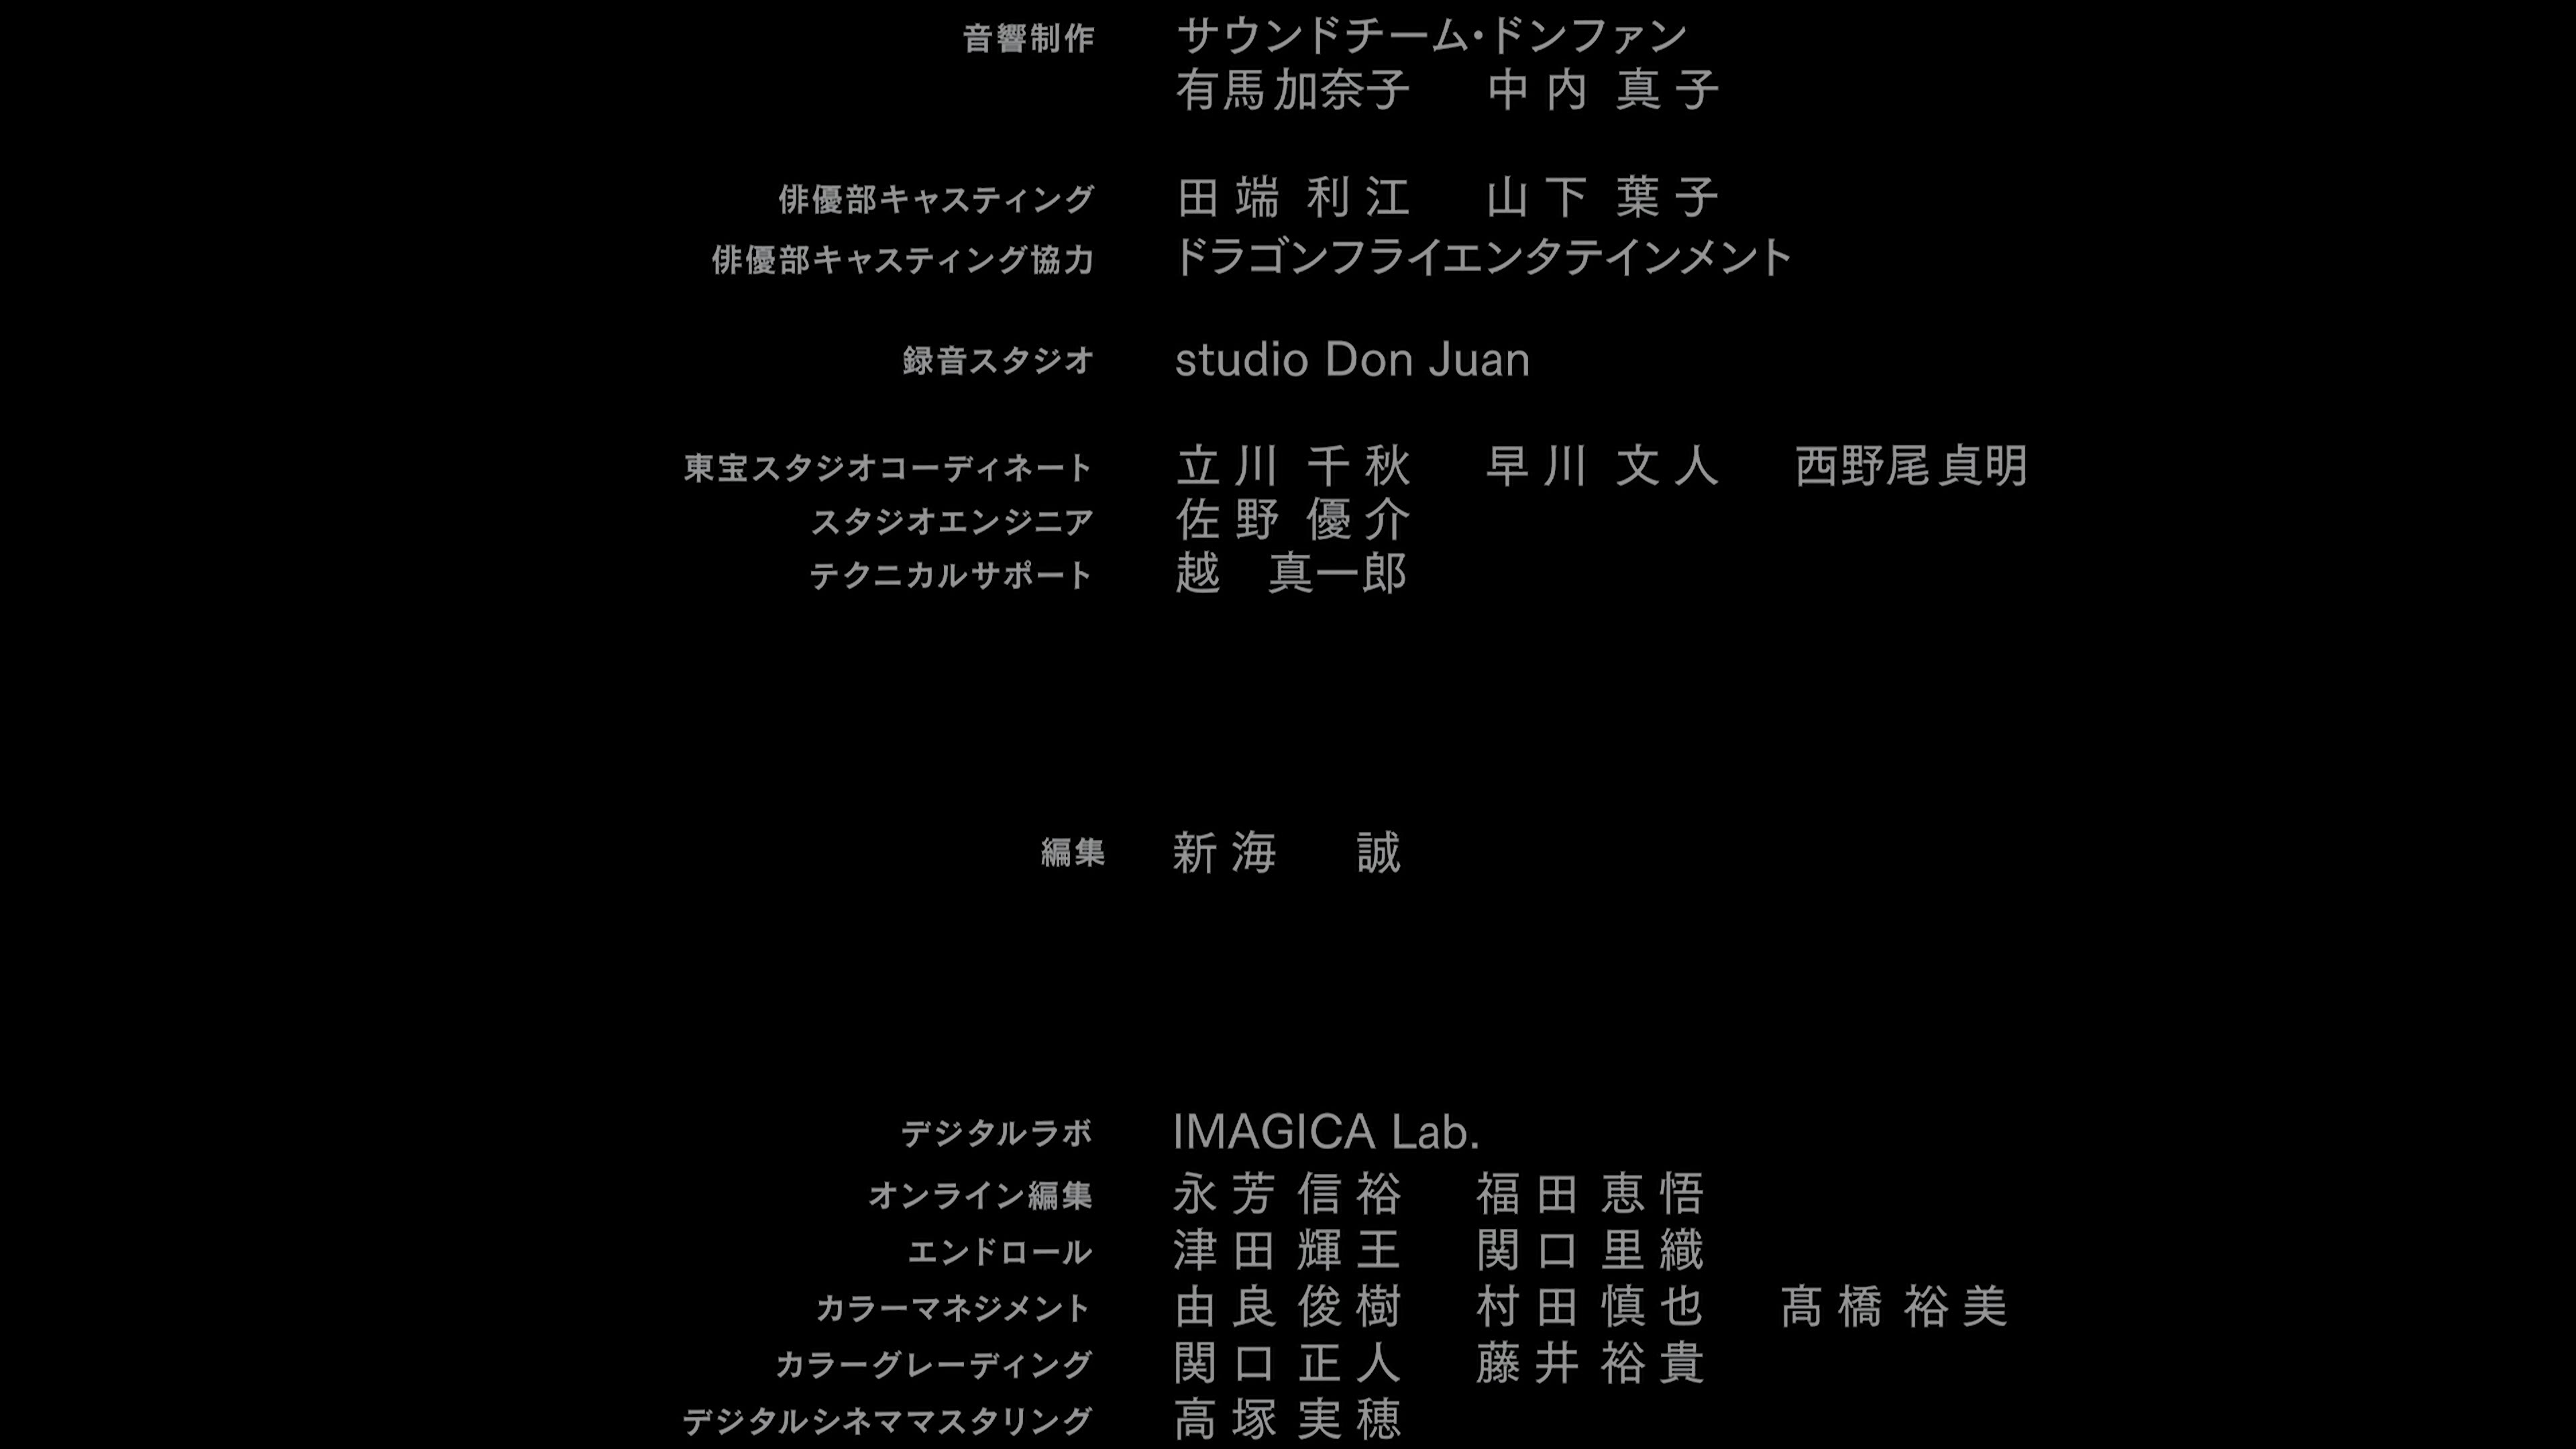 音響制作 サウンドチーム・ドンファン
有馬加奈子 中内真子
俳優部キャスティング 田端利江 山下葉子
俳優部キャスティング協力 ドラゴンフライエンタテインメント
録音スタジオ studio Don Juan
東宝スタジオコーディネート 立川千秋 早川文人 西野尾貞明
スタジオエンジニア 佐野優介
テクニカルサポート 越 真一郎
編集 新海 誠
デジタルラボ IMAGICA Lab.
オンライン編集 永芳信裕 福田恵悟
エンドロール 津田輝王 関口里織
カラーマネジメント 由良俊樹 村田慎也 髙橋裕美
カラーグレーディング 関口正人 藤井裕貴
デジタルシネママスタリング 高塚実穂